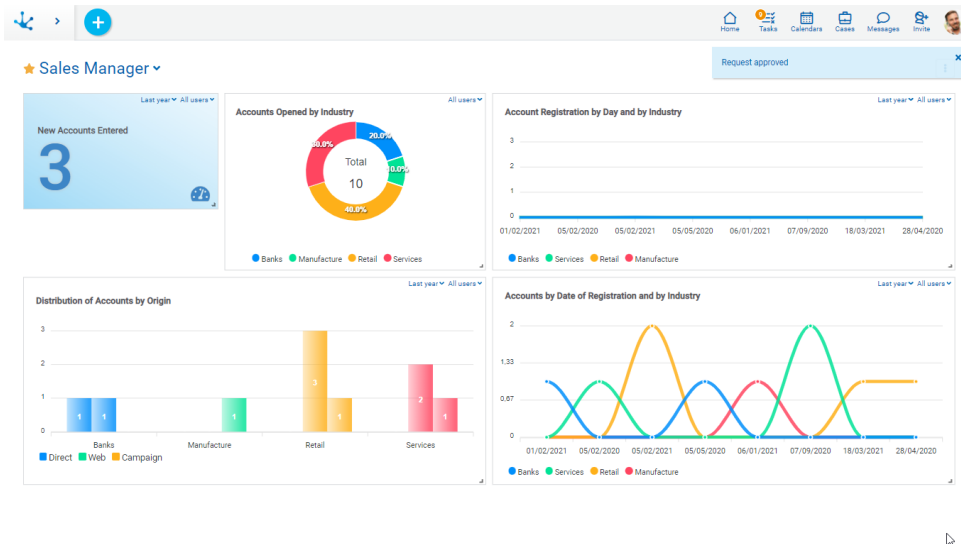 +
9
Home Tasks Calendars Cases Messages Invite
Sales Manager
Request approved
×
Last year All users
New Accounts Entered
3
All users
Accounts Opened by Industry
20.0%
10.0%
40.0%
Total
10
Banks Manufacture Retail Services
Last year All users
Account Registration by Day and by Industry
3
2
1
0
01/02/2021 05/02/2020 05/02/2021 05/05/2020 06/01/2021 07/09/2020 18/03/2021 28/04/2020
Banks Services Retail Manufacture
Last year All users
Distribution of Accounts by Origin
3
2
1
0
1 1 1 3 1 2 1
Banks Manufacture Retail Services
Direct Web Campaign
Last year All users
Accounts by Date of Registration and by Industry
2
1,33
0,67
0
01/02/2021 05/02/2020 05/02/2021 05/05/2020 06/01/2021 07/09/2020 18/03/2021 28/04/2020
Banks Services Retail Manufacture